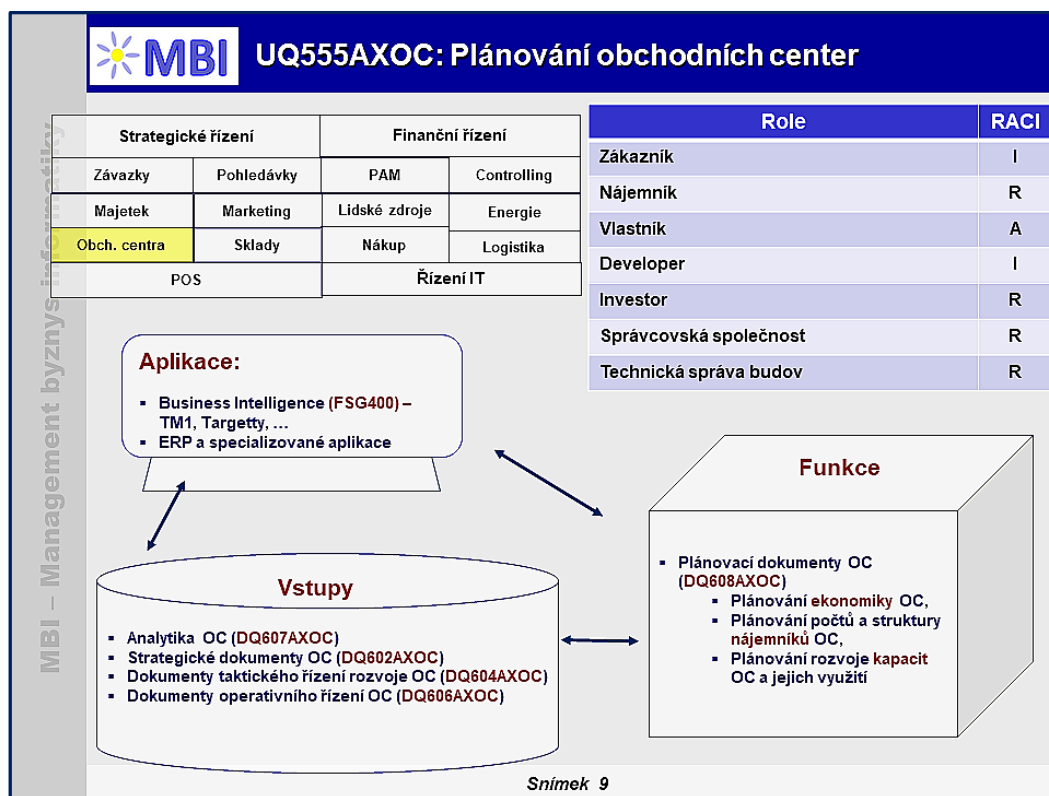 MBI
UQ555AXOC: Plánování obchodních center
MBI – Management byznys informatiky
Strategické řízení
Finanční řízení
Závazky
Pohledávky
PAM
Controlling
Majetek
Marketing
Lidské zdroje
Energie
Obch. centra
Sklady
Nákup
Logistika
POS
Řízení IT
Role RACI
Zákazník I
Nájemník R
Vlastník A
Developer I
Investor R
Správcovská společnost R
Technická správa budov R
Aplikace:
Business Intelligence (FSG400) –
TM1, Targetty, …
ERP a specializované aplikace
Funkce
Plánovací dokumenty OC
(DQ608AXOC)
Plánování ekonomiky OC,
Plánování počtů a struktury
nájemníků OC,
Plánování rozvoje kapacit
OC a jejich využití
Vstupy
Analytika OC (DQ607AXOC)
Strategické dokumenty OC (DQ602AXOC)
Dokumenty taktického řízení rozvoje OC (DQ604AXOC)
Dokumenty operativního řízení OC (DQ606AXOC)
Snímek 9